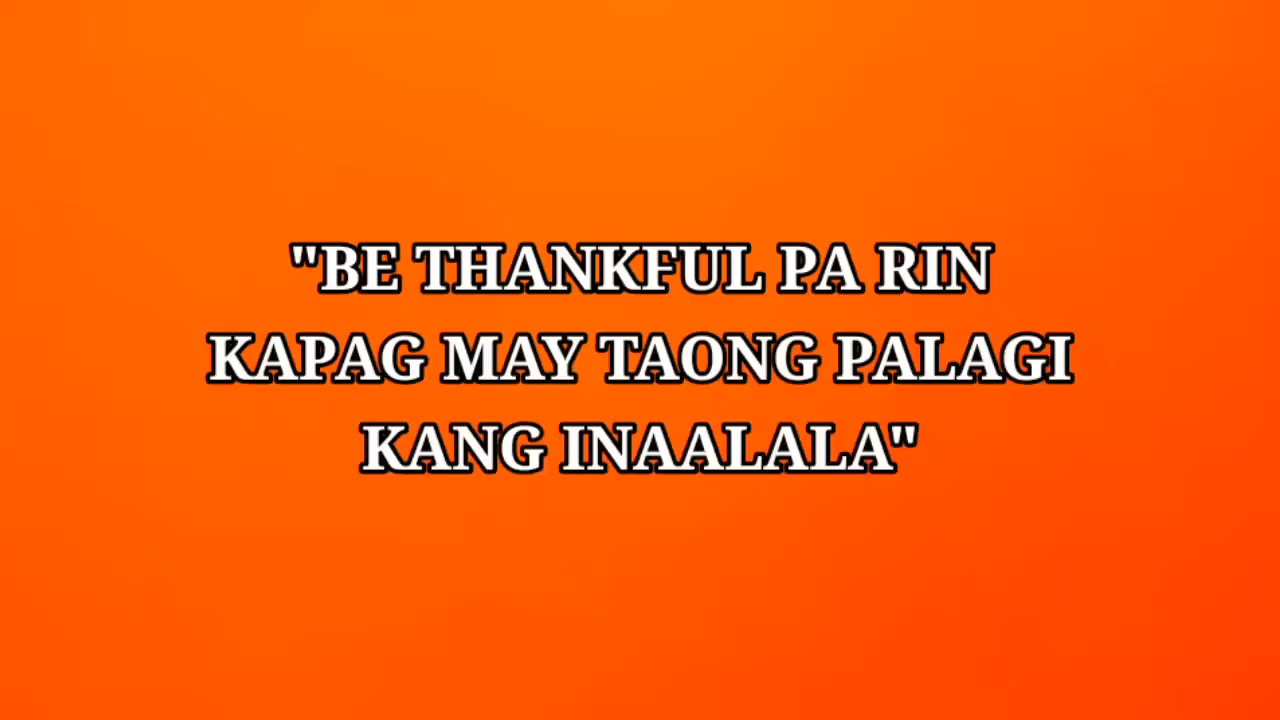 "BE THANKFUL PA RIN
KAPAG MAY TAONG PALAGI
KANG INAALALA"